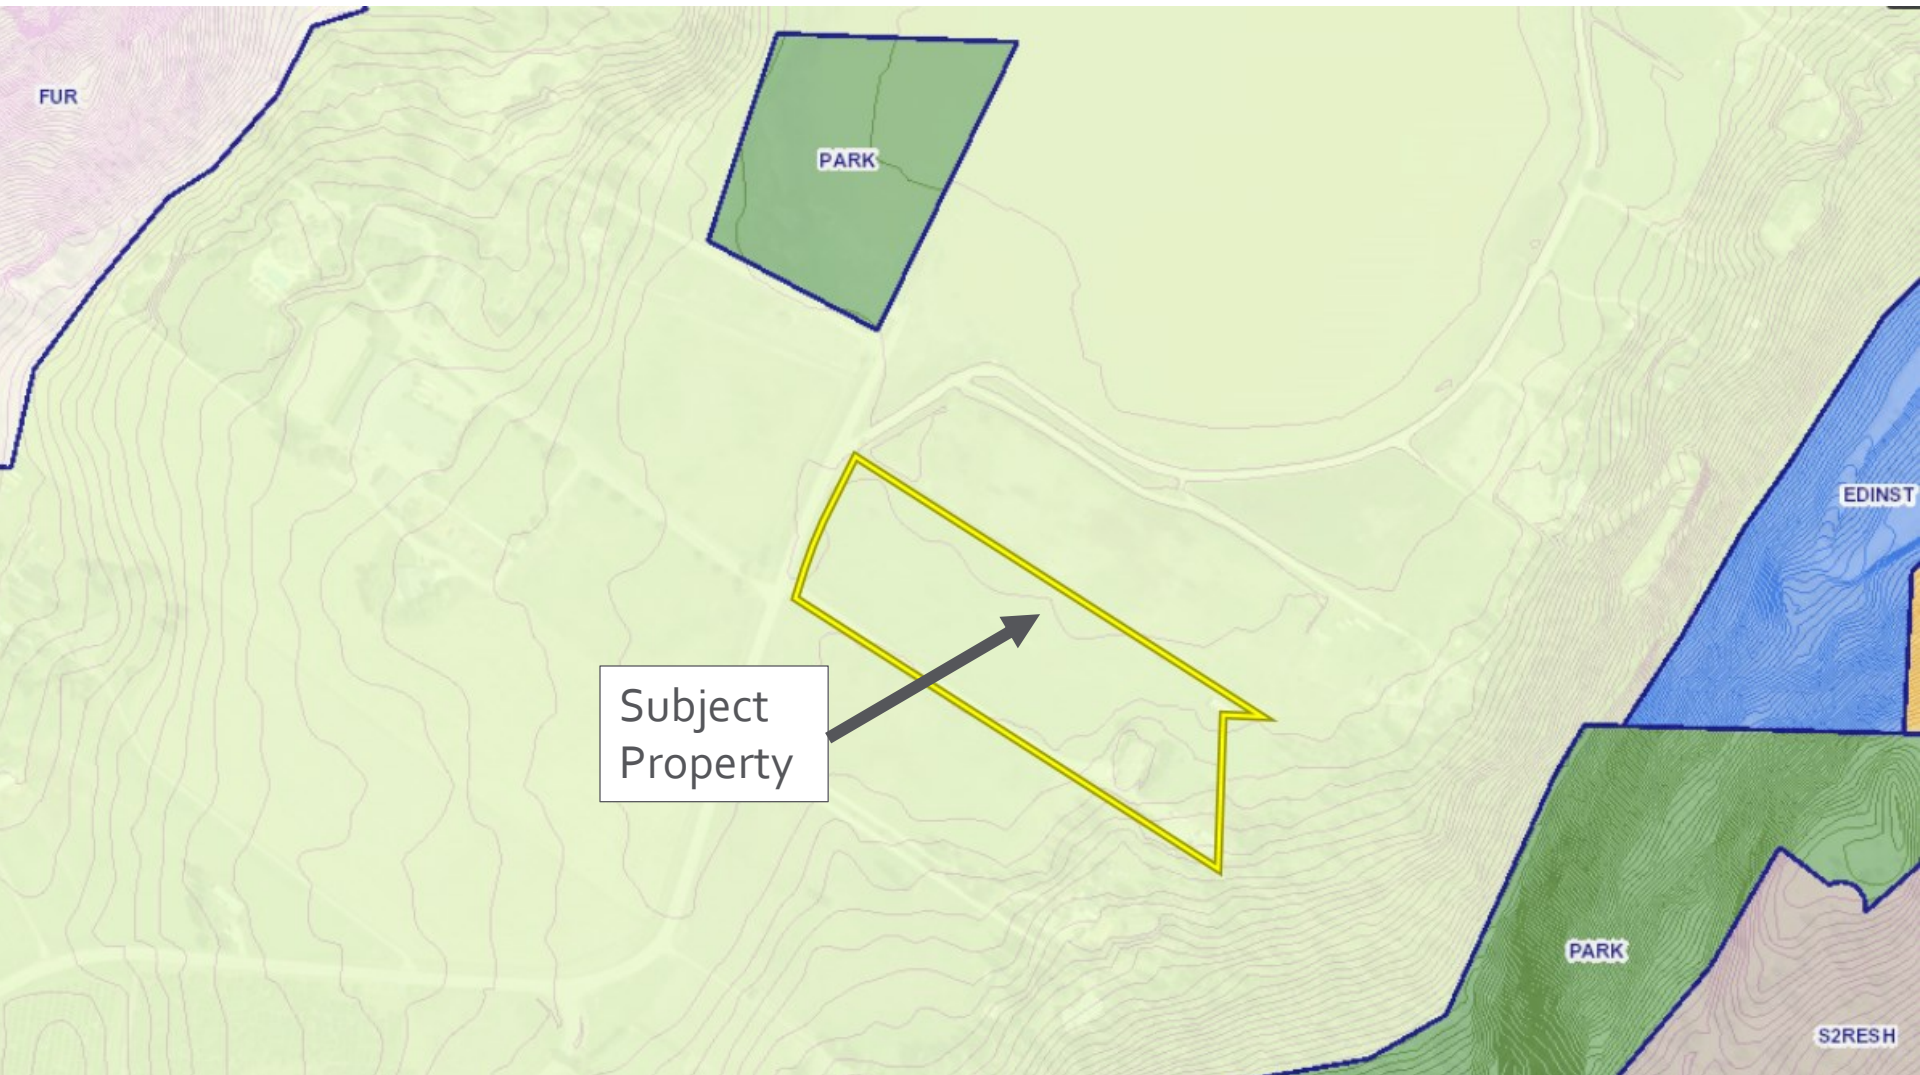 FUR
PARK
EDINST
Subject
Property
PARK
S2RESH